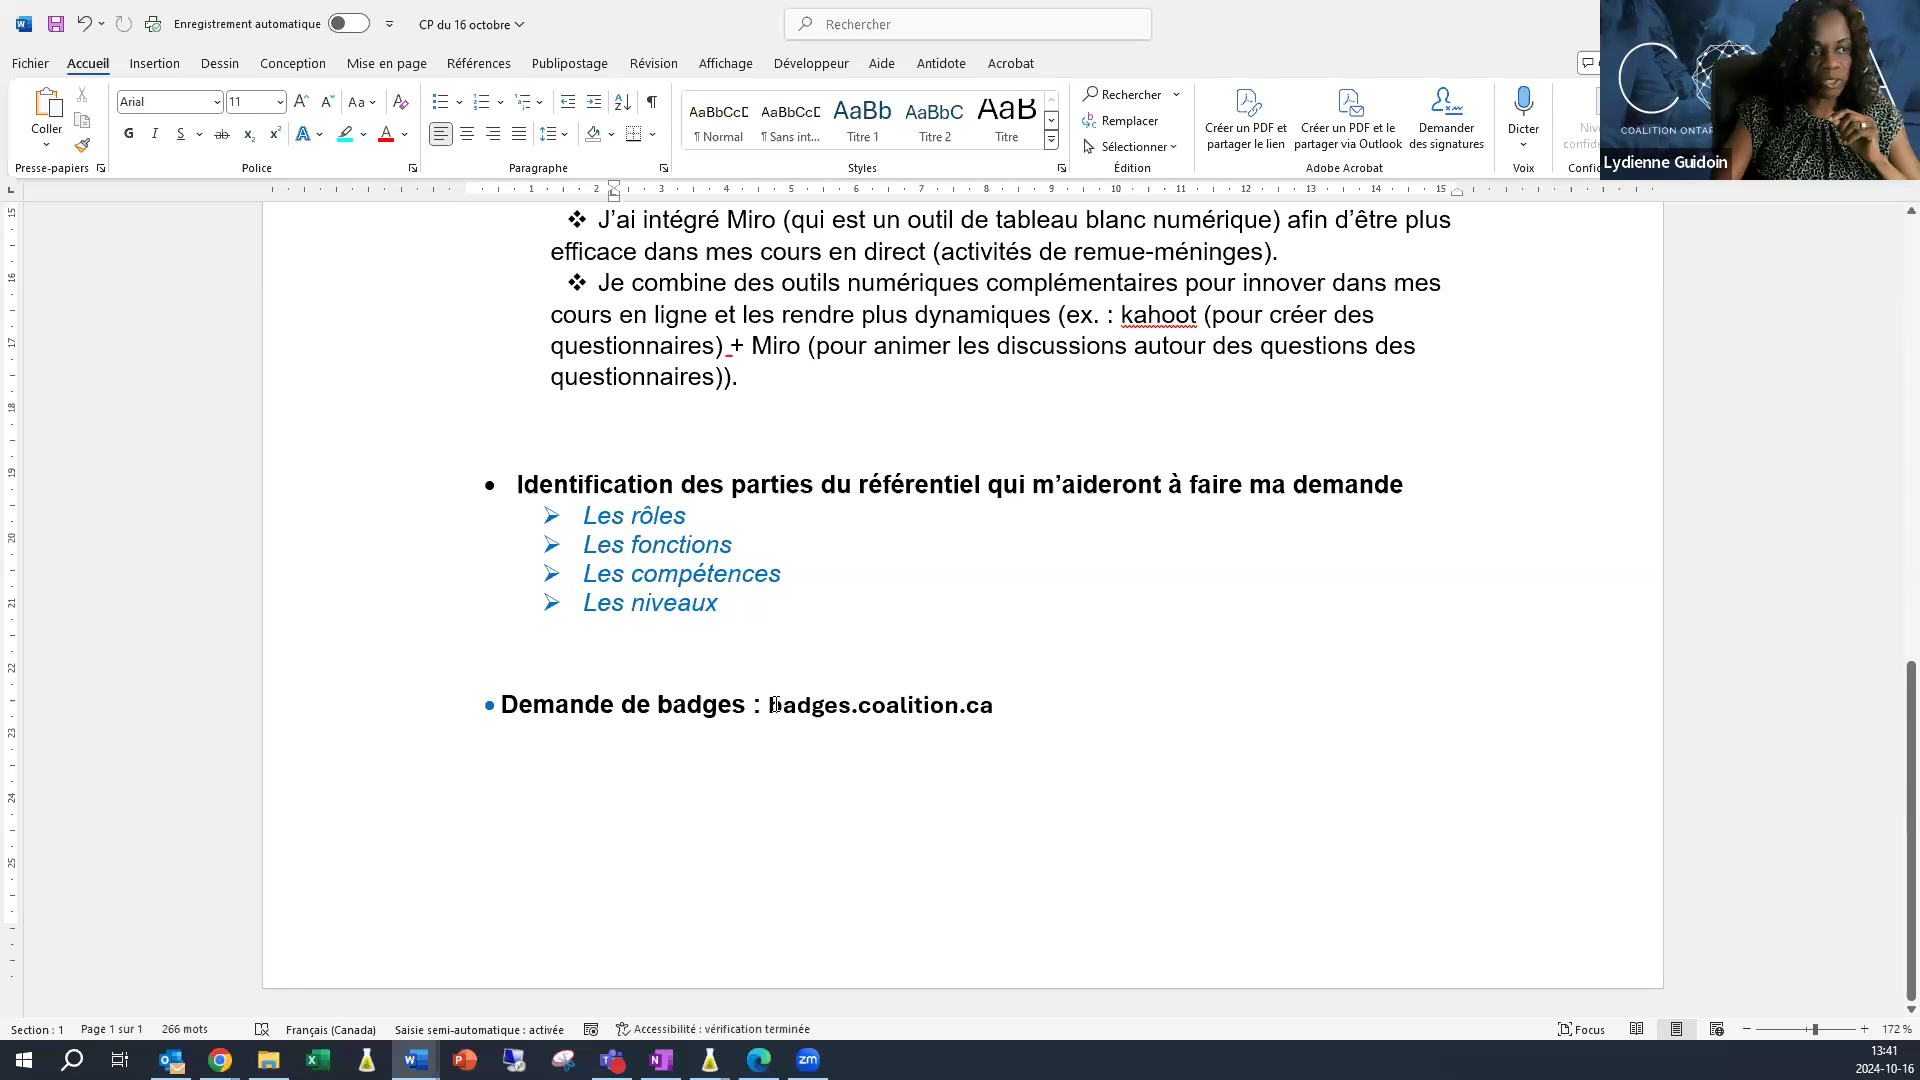 Enregistrement automatique
CP du 16 octobre
Rechercher
Fichier Accueil Insertion Dessin Conception Mise en page Références Publipostage Révision Affichage Développeur Aide Antidote Acrobat
Coller
Presse-papiers
Arial 11
Police
Paragraphe
AaBbCcD AaBbCcD AaBb AaBbC AaB
¶ Normal ¶ Sans int... Titre 1 Titre 2 Titre
Styles
Rechercher
Remplacer
Sélectionner
Édition
Créer un PDF et partager le lien
Créer un PDF et le partager via Outlook
Demander des signatures
Adobe Acrobat
Dicter
Voix
COALITION ONTAR
Lydienne Guidoin
❖ J’ai intégré Miro (qui est un outil de tableau blanc numérique) afin d’être plus
efficace dans mes cours en direct (activités de remue-méninges).
❖ Je combine des outils numériques complémentaires pour innover dans mes
cours en ligne et les rendre plus dynamiques (ex. : kahoot (pour créer des
questionnaires) + Miro (pour animer les discussions autour des questions des
questionnaires)).
• Identification des parties du référentiel qui m’aideront à faire ma demande
➢ Les rôles
➢ Les fonctions
➢ Les compétences
➢ Les niveaux
• Demande de badges : badges.coalition.ca
Section : 1 Page 1 sur 1 266 mots Français (Canada) Saisie semi-automatique : activée Accessibilité : vérification terminée Focus 172 %
13:41
2024-10-16